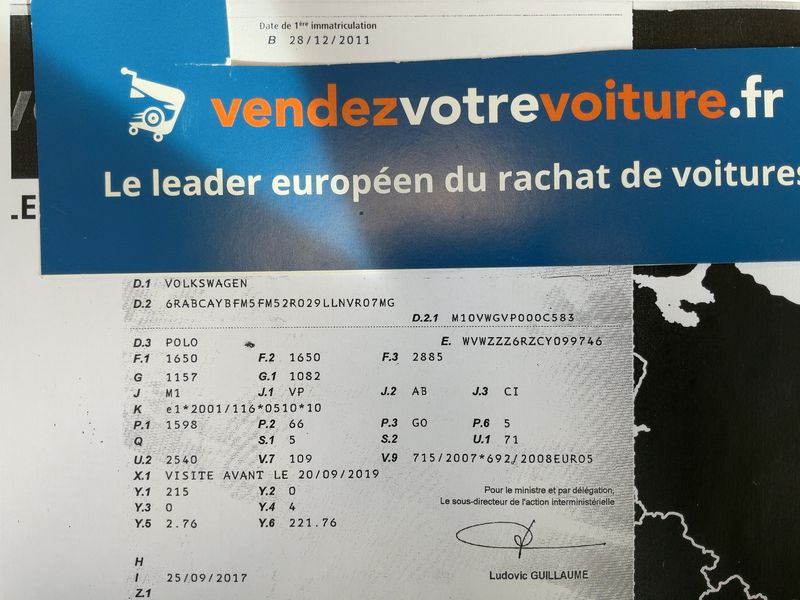 Date de 1ère immatriculation
B 28/12/2011
vendezvotrevoiture.fr
Le leader européen du rachat de voitures
LE
D.1 VOLKSWAGEN
D.2 6RABCAYBFM5FM52R029LLNVR07MG
D.2.1 M10VWGVP000C583
D.3 POLO E. WVWZZZ6RZCY099746
F.1 1650 F.2 1650 F.3 2885
G 1157 G.1 1082
J M1 J.1 VP J.2 AB J.3 CI
K e1*2001/116*0510*10
P.1 1598 P.2 66 P.3 GO P.6 5
Q S.1 5 S.2 U.1 71
U.2 2540 V.7 109 V.9 715/2007*692/2008EURO5
X.1 VISITE AVANT LE 20/09/2019
Y.1 215 Y.2 0
Y.3 0 Y.4 4
Y.5 2.76 Y.6 221.76
Pour le ministre et par délégation,
Le sous-directeur de l'action interministérielle
H
I 25/09/2017
Ludovic GUILLAUME
Z.1